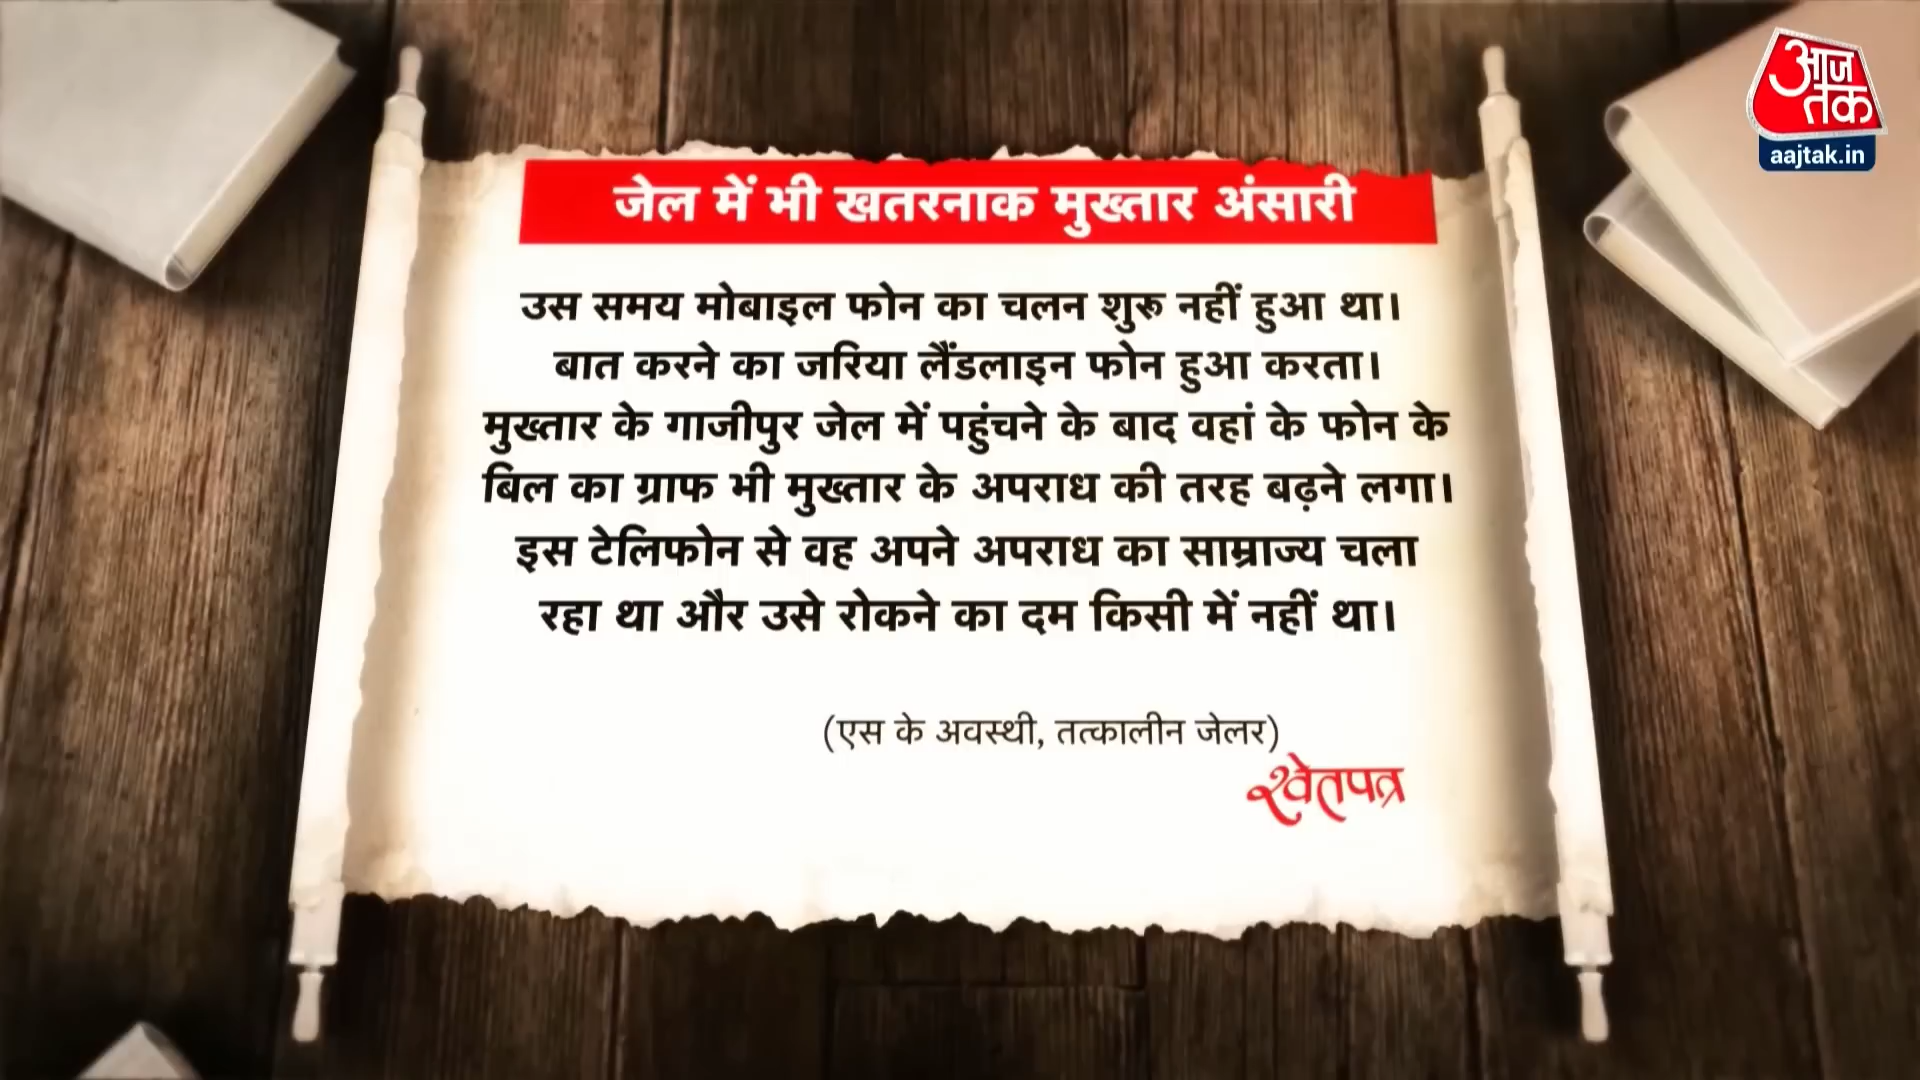 आज
तक
aajtak.in
जेल में भी खतरनाक मुख्तार अंसारी
उस समय मोबाइल फोन का चलन शुरू नहीं हुआ था।
बात करने का जरिया लैंडलाइन फोन हुआ करता।
मुख्तार के गाजीपुर जेल में पहुंचने के बाद वहां के फोन के
बिल का ग्राफ भी मुख्तार के अपराध की तरह बढ़ने लगा।
इस टेलिफोन से वह अपने अपराध का साम्राज्य चला
रहा था और उसे रोकने का दम किसी में नहीं था।
(एस के अवस्थी, तत्कालीन जेलर)
श्वेतपत्र